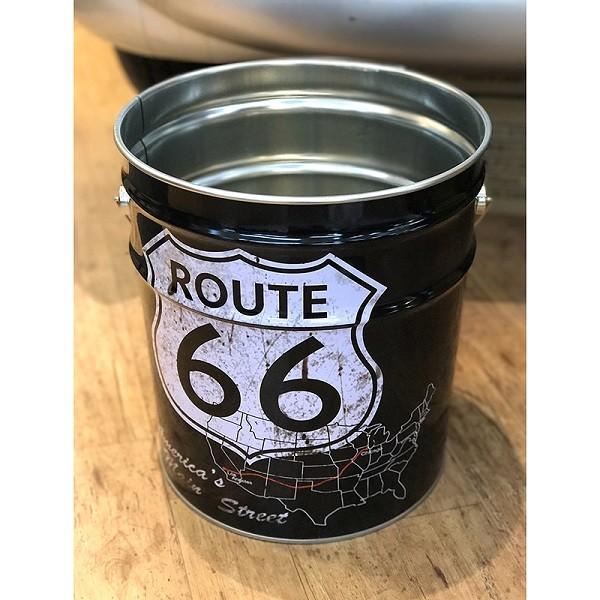 ROUTE
66
America's
Main Street